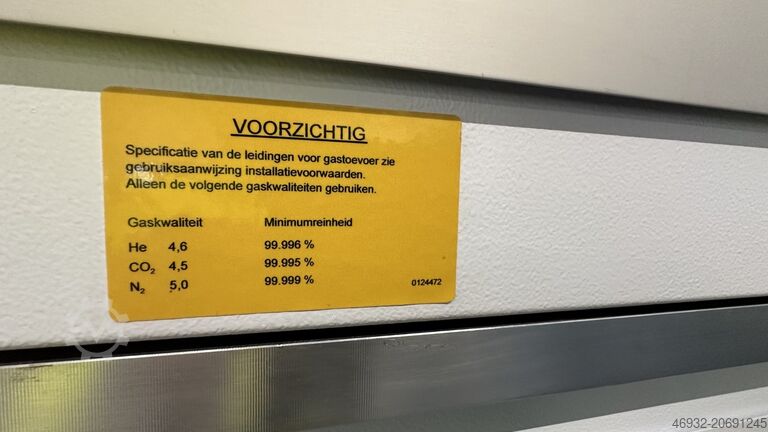 VOORZICHTIG
Specificatie van de leidingen voor gastoevoer zie
gebruiksaanwijzing installatievoorwaarden.
Alleen de volgende gaskwaliteiten gebruiken.
Gaskwaliteit Minimumreinheid
He 4,6 99.996 %
CO₂ 4,5 99.995 %
N₂ 5,0 99.999 %
0124472
46932-20691245